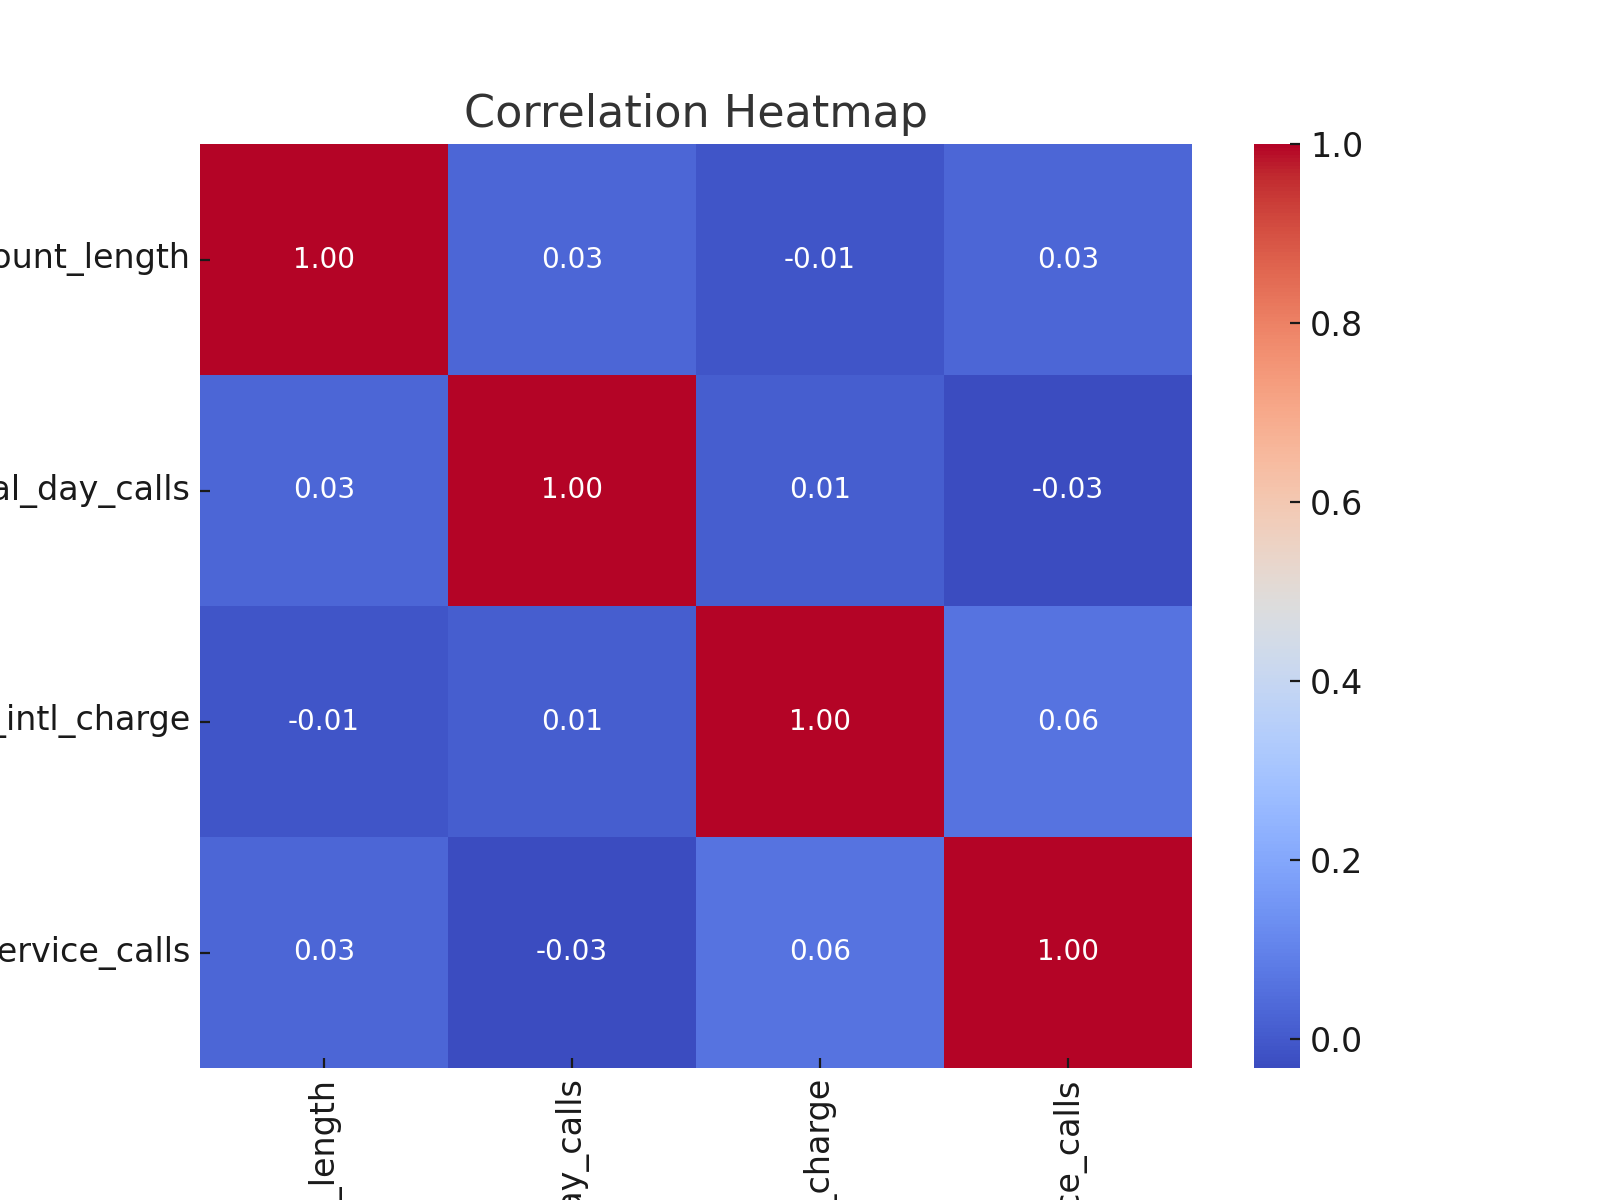 Correlation Heatmap
ount_length 1.00 0.03 -0.01 0.03
al_day_calls 0.03 1.00 0.01 -0.03
_intl_charge -0.01 0.01 1.00 0.06
ervice_calls 0.03 -0.03 0.06 1.00
_length
ay_calls
_charge
ce_calls
1.0
0.8
0.6
0.4
0.2
0.0